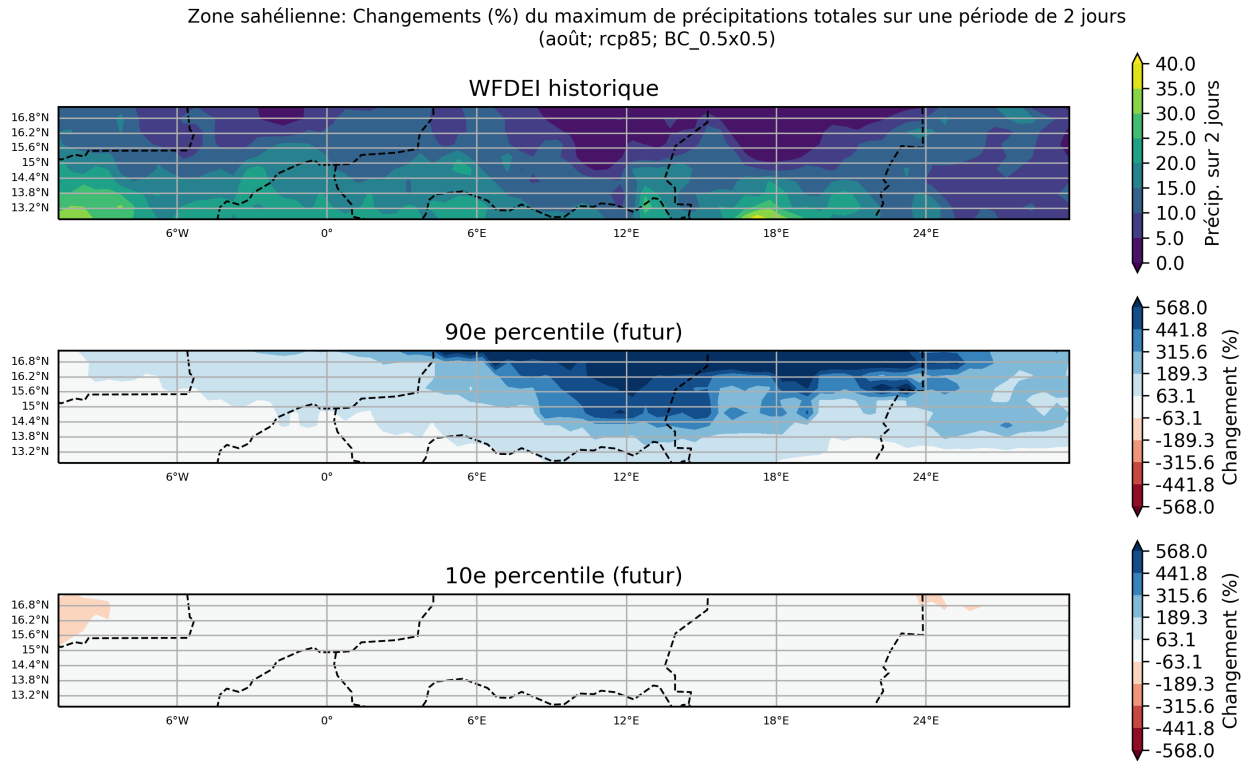 Zone sahélienne: Changements (%) du maximum de précipitations totales sur une période de 2 jours
(août; rcp85; BC_0.5x0.5)
WFDEI historique
16.8°N
16.2°N
15.6°N
15°N
14.4°N
13.8°N
13.2°N
6°W
0°
6°E
12°E
18°E
24°E
40.0
35.0
30.0
25.0
20.0
15.0
10.0
5.0
0.0
Précip. sur 2 jours
90e percentile (futur)
16.8°N
16.2°N
15.6°N
15°N
14.4°N
13.8°N
13.2°N
6°W
0°
6°E
12°E
18°E
24°E
568.0
441.8
315.6
189.3
63.1
-63.1
-189.3
-315.6
-441.8
-568.0
Changement (%)
10e percentile (futur)
16.8°N
16.2°N
15.6°N
15°N
14.4°N
13.8°N
13.2°N
6°W
0°
6°E
12°E
18°E
24°E
568.0
441.8
315.6
189.3
63.1
-63.1
-189.3
-315.6
-441.8
-568.0
Changement (%)